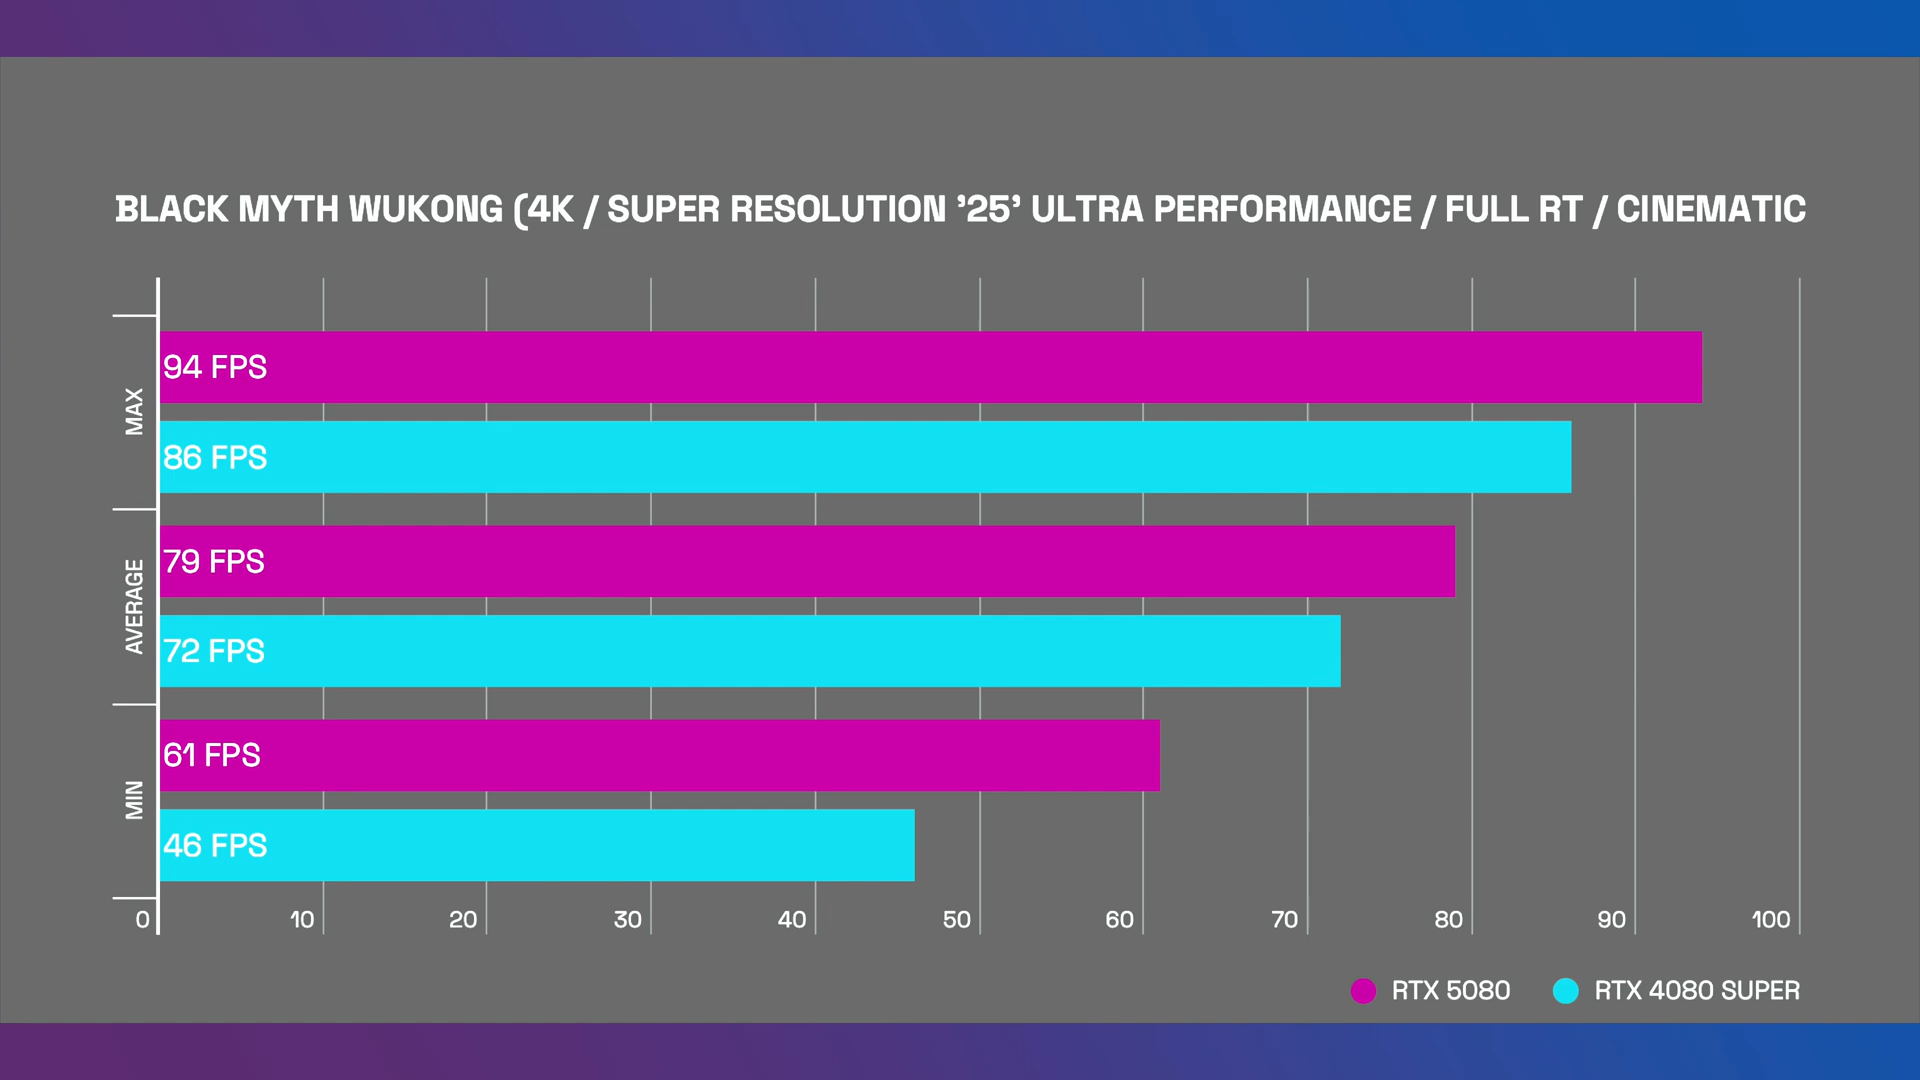 BLACK MYTH WUKONG (4K / SUPER RESOLUTION ’25’ ULTRA PERFORMANCE / FULL RT / CINEMATIC
MAX
94 FPS
86 FPS
AVERAGE
79 FPS
72 FPS
MIN
61 FPS
46 FPS
0 10 20 30 40 50 60 70 80 90 100
RTX 5080 RTX 4080 SUPER